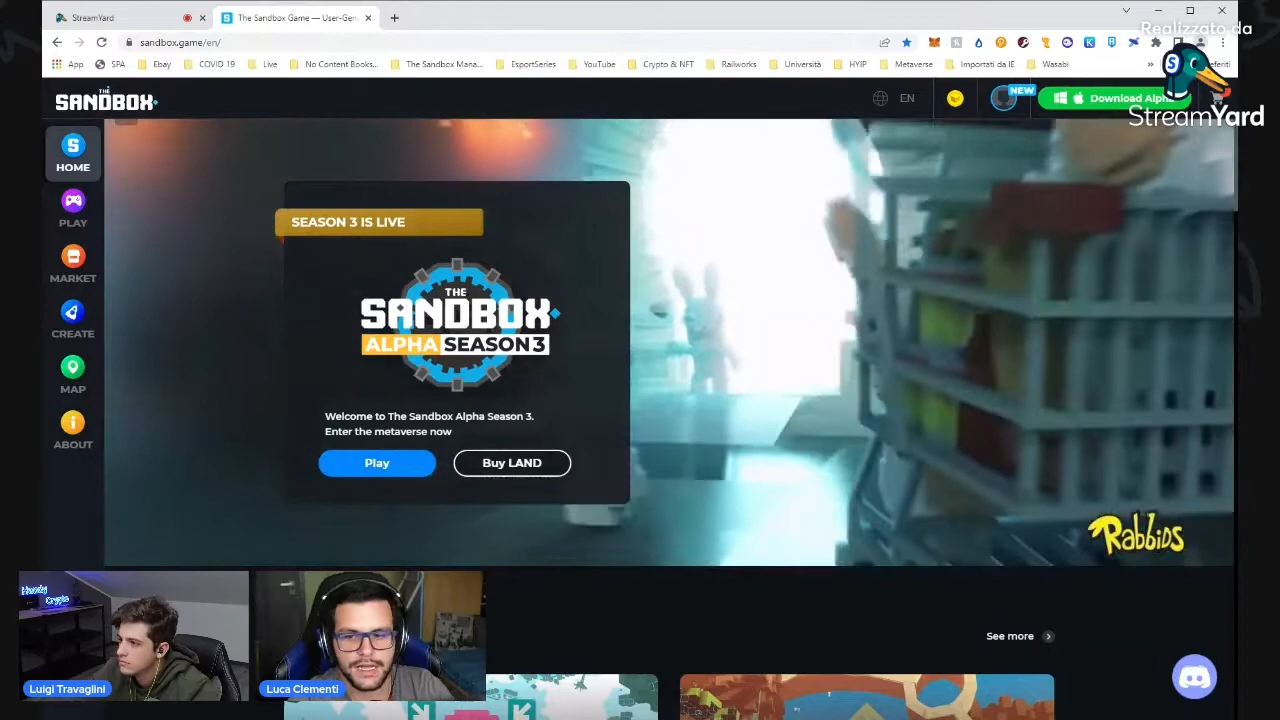 StreamYard
The Sandbox Game — User-Gen
Realizzato da
StreamYard
sandbox.game/en/
App
SPA
Ebay
COVID 19
Live
No Content Book...
The Sandbox Mara...
EsportSeries
YouTube
Crypto & NFT
Railworks
Università
HYIP
Metaverse
Importati da IE
Wasabi
THE
SANDBOX
EN
NEW
Download Alpha
HOME
PLAY
MARKET
CREATE
MAP
ABOUT
SEASON 3 IS LIVE
THE
SANDBOX
ALPHA SEASON 3
Welcome to The Sandbox Alpha Season 3.
Enter the metaverse now
Play
Buy LAND
Rabbids
See more
Luigi Travaglini
Luca Clementi